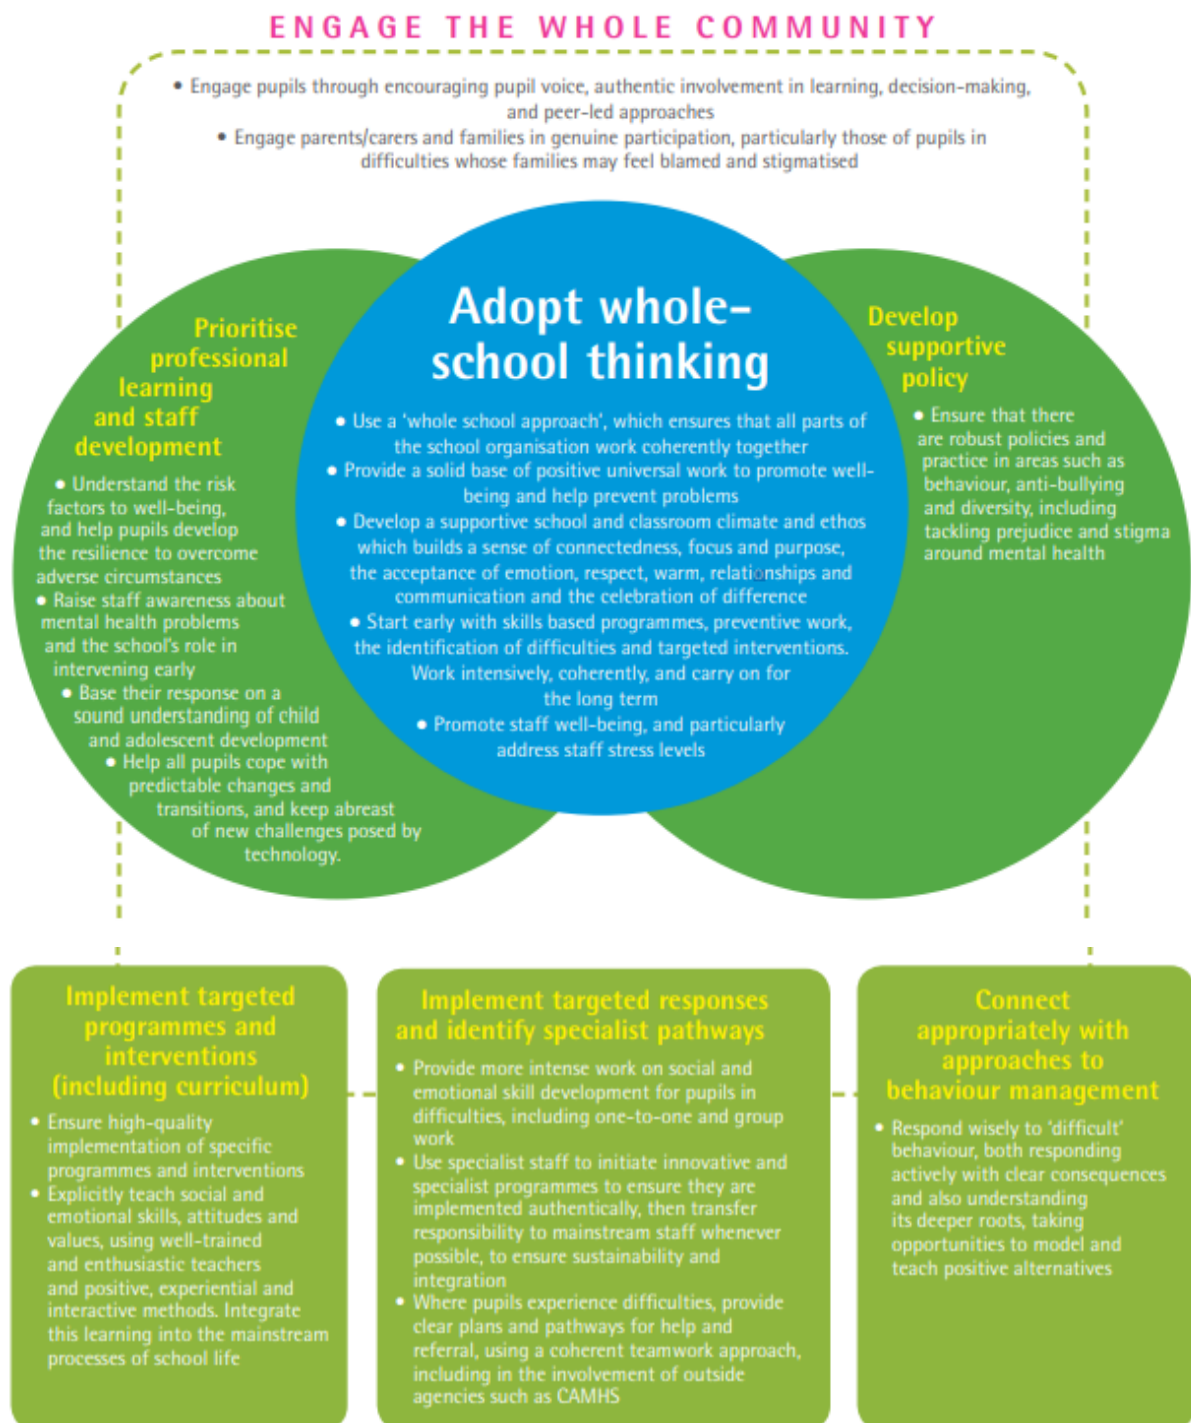 ENGAGE THE WHOLE COMMUNITY
• Engage pupils through encouraging pupil voice, authentic involvement in learning, decision-making,
and peer-led approaches
• Engage parents/carers and families in genuine participation, particularly those of pupils in
difficulties whose families may feel blamed and stigmatised
Prioritise
professional
learning
and staff
development
• Understand the risk
factors to well-being,
and help pupils develop
the resilience to overcome
adverse circumstances
• Raise staff awareness about
mental health problems
and the school's role in
intervening early
• Base their response on a
sound understanding of child
and adolescent development
• Help all pupils cope with
predictable changes and
transitions, and keep abreast
of new challenges posed by
technology.
Adopt whole-
school thinking
• Use a 'whole school approach', which ensures that all parts of
the school organisation work coherently together
• Provide a solid base of positive universal work to promote well-
being and help prevent problems
• Develop a supportive school and classroom climate and ethos
which builds a sense of connectedness, focus and purpose,
the acceptance of emotion, respect, warm, relationships and
communication and the celebration of difference
• Start early with skills based programmes, preventive work,
the identification of difficulties and targeted interventions.
Work intensively, coherently, and carry on for
the long term
• Promote staff well-being, and particularly
address staff stress levels
Develop
supportive
policy
• Ensure that there
are robust policies and
practice in areas such as
behaviour, anti-bullying
and diversity, including
tackling prejudice and stigma
around mental health
Implement targeted
programmes and
interventions
(including curriculum)
• Ensure high-quality
implementation of specific
programmes and interventions
• Explicitly teach social and
emotional skills, attitudes and
values, using well-trained
and enthusiastic teachers
and positive, experiential and
interactive methods. Integrate
this learning into the mainstream
processes of school life
Implement targeted responses
and identify specialist pathways
• Provide more intense work on social and
emotional skill development for pupils in
difficulties, including one-to-one and group
work
• Use specialist staff to initiate innovative and
specialist programmes to ensure they are
implemented authentically, then transfer
responsibility to mainstream staff whenever
possible, to ensure sustainability and
integration
• Where pupils experience difficulties, provide
clear plans and pathways for help and
referral, using a coherent teamwork approach,
including in the involvement of outside
agencies such as CAMHS
Connect
appropriately with
approaches to
behaviour management
• Respond wisely to 'difficult'
behaviour, both responding
actively with clear consequences
and also understanding
its deeper roots, taking
opportunities to model and
teach positive alternatives